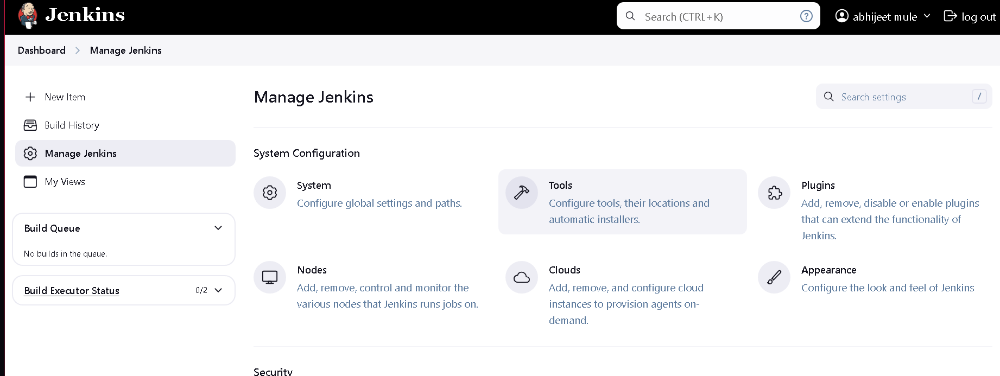 Jenkins
Search (CTRL+K)
?
abhijeet mule
log out
Dashboard
Manage Jenkins
New Item
Build History
Manage Jenkins
My Views
Build Queue
No builds in the queue.
Build Executor Status
0/2
Manage Jenkins
Search settings
/
System Configuration
System
Configure global settings and paths.
Tools
Configure tools, their locations and
automatic installers.
Plugins
Add, remove, disable or enable plugins
that can extend the functionality of
Jenkins.
Nodes
Add, remove, control and monitor the
various nodes that Jenkins runs jobs on.
Clouds
Add, remove, and configure cloud
instances to provision agents on-
demand.
Appearance
Configure the look and feel of Jenkins
Security